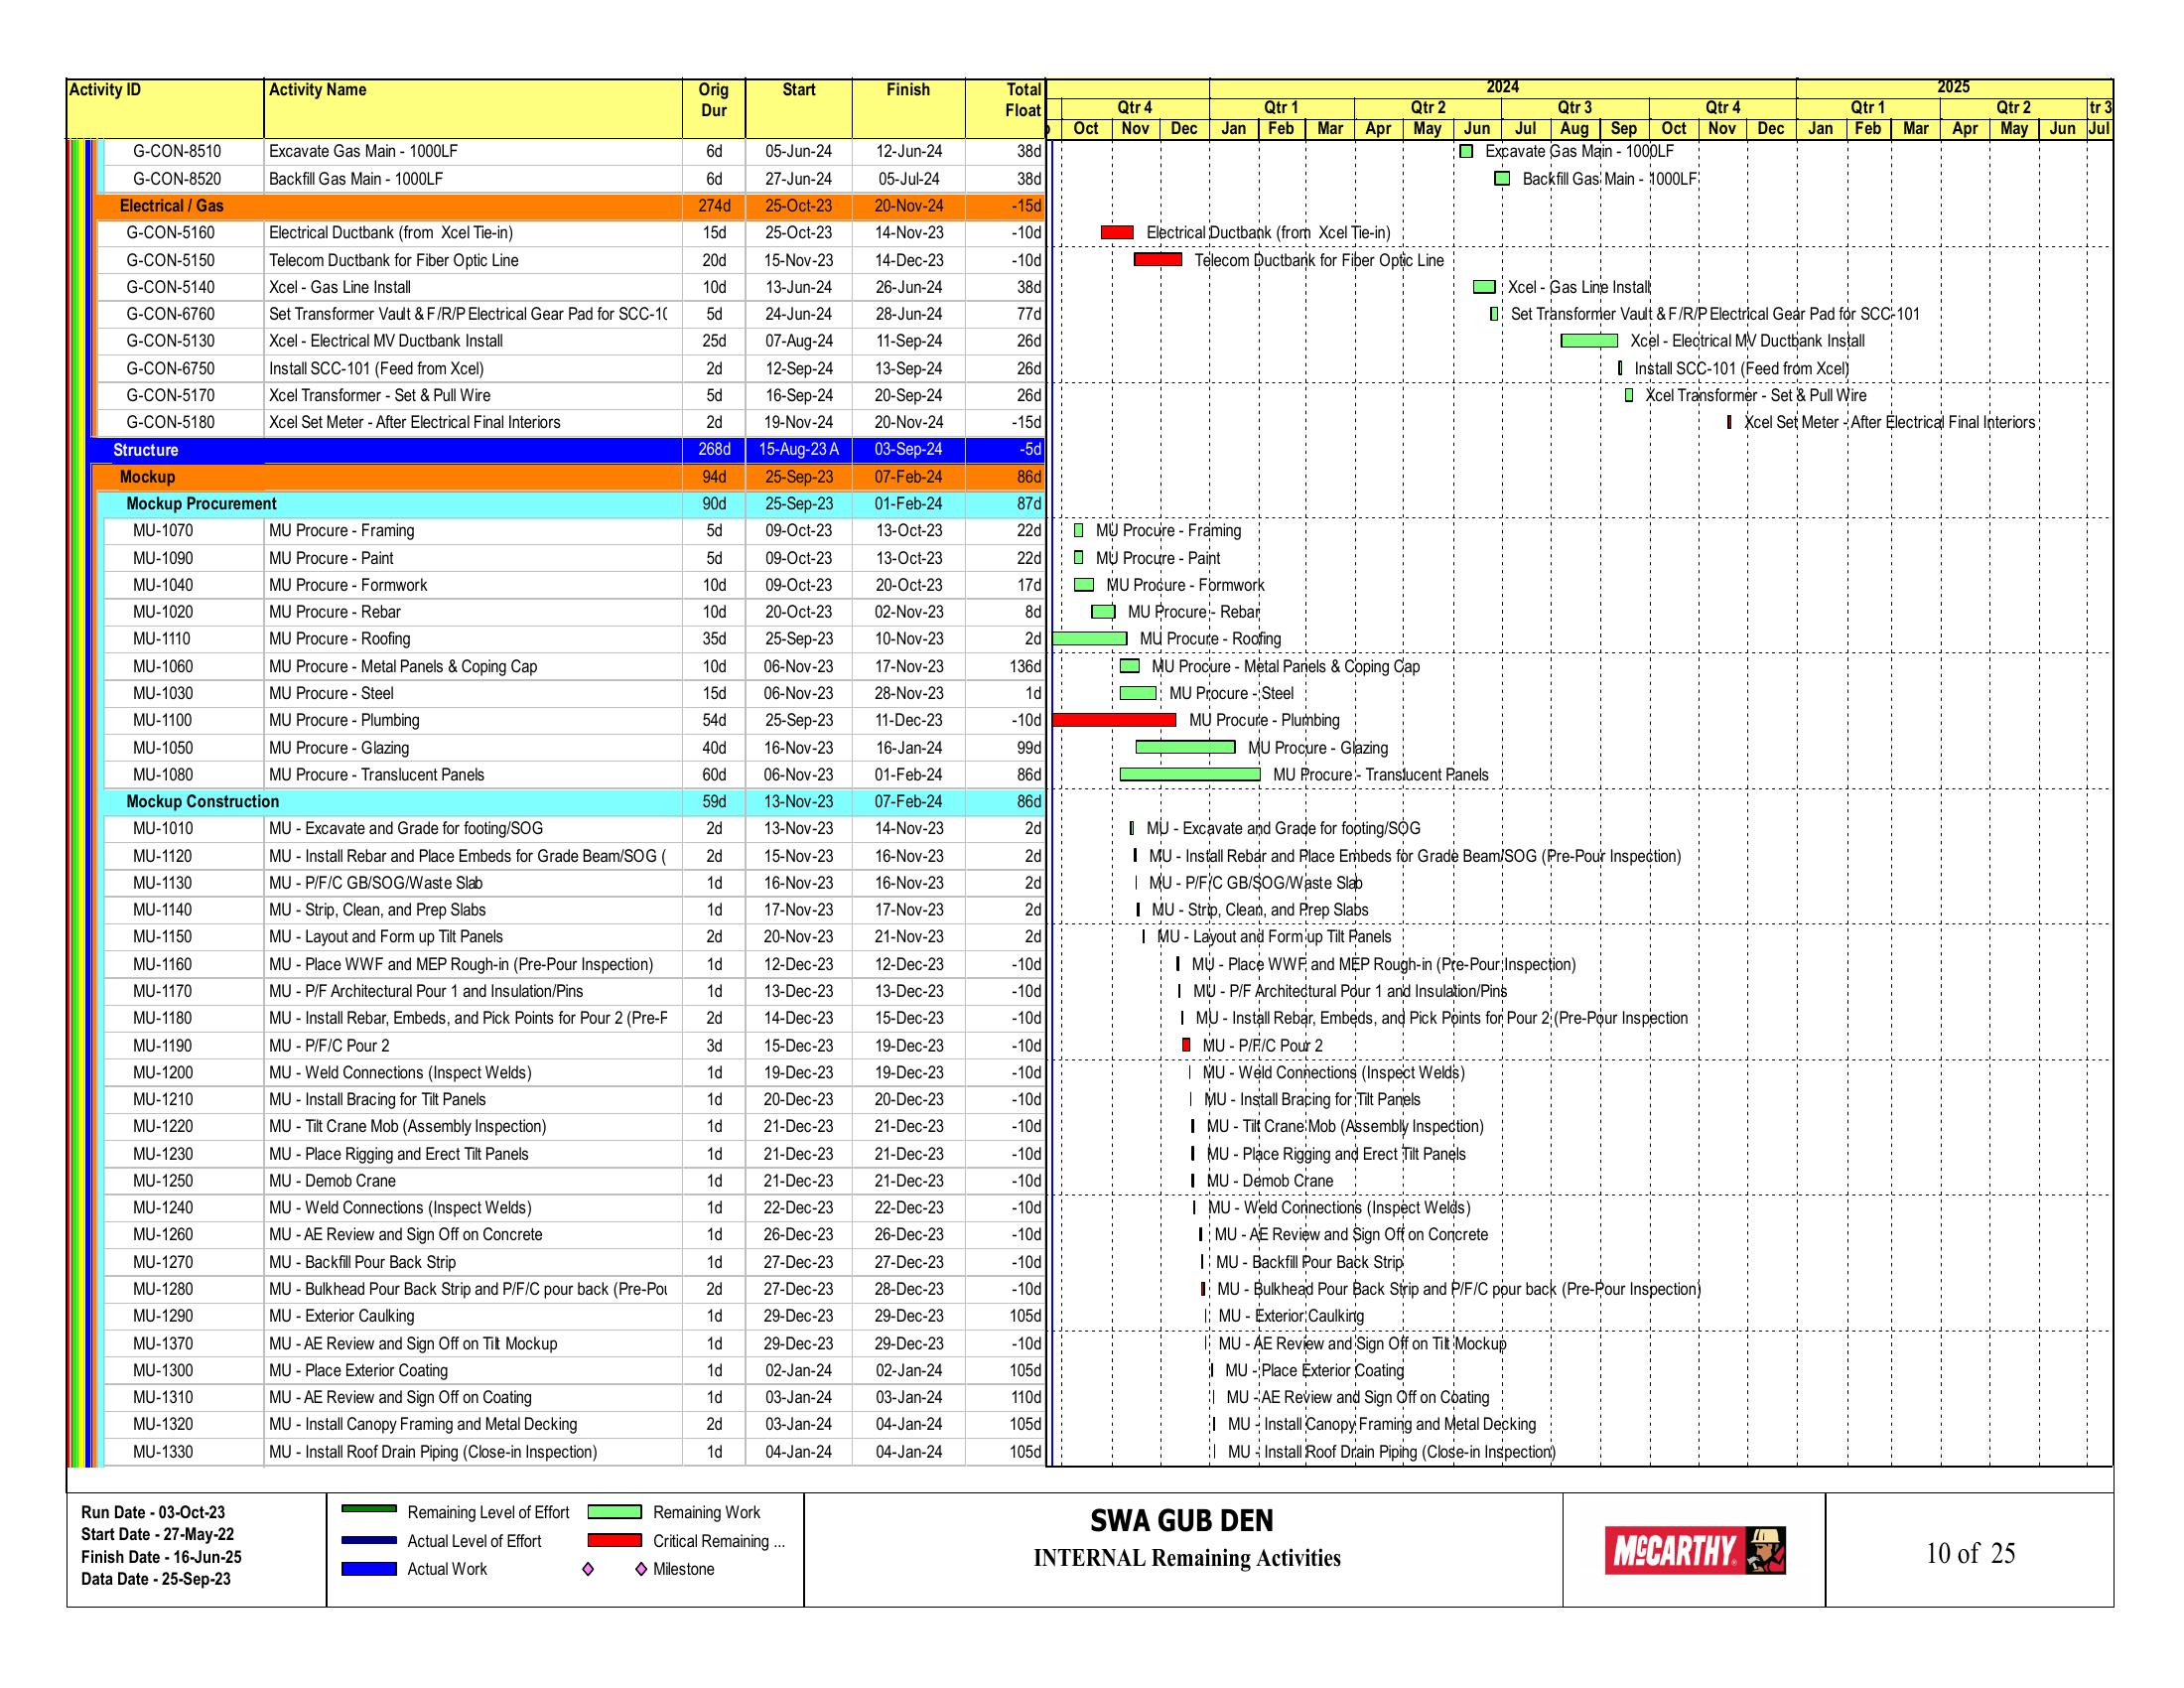 Activity ID Activity Name Orig Dur Start Finish Total Float
2024 2025
Qtr 4 Qtr 1 Qtr 2 Qtr 3 Qtr 4 Qtr 1 Qtr 2 tr 3
Oct Nov Dec Jan Feb Mar Apr May Jun Jul Aug Sep Oct Nov Dec Jan Feb Mar Apr May Jun Jul
G-CON-8510 Excavate Gas Main - 1000LF 6d 05-Jun-24 12-Jun-24 38d Excavate Gas Main - 1000LF
G-CON-8520 Backfill Gas Main - 1000LF 6d 27-Jun-24 05-Jul-24 38d Backfill Gas Main - 1000LF
Electrical / Gas 274d 25-Oct-23 20-Nov-24 -15d
G-CON-5160 Electrical Ductbank (from Xcel Tie-in) 15d 25-Oct-23 14-Nov-23 -10d Electrical Ductbank (from Xcel Tie-in)
G-CON-5150 Telecom Ductbank for Fiber Optic Line 20d 15-Nov-23 14-Dec-23 -10d Telecom Ductbank for Fiber Optic Line
G-CON-5140 Xcel - Gas Line Install 10d 13-Jun-24 26-Jun-24 38d Xcel - Gas Line Install
G-CON-6760 Set Transformer Vault & F/R/P Electrical Gear Pad for SCC-1( 5d 24-Jun-24 28-Jun-24 77d Set Transformer Vault & F/R/P Electrical Gear Pad for SCC-101
G-CON-5130 Xcel - Electrical MV Ductbank Install 25d 07-Aug-24 11-Sep-24 26d Xcel - Electrical MV Ductbank Install
G-CON-6750 Install SCC-101 (Feed from Xcel) 2d 12-Sep-24 13-Sep-24 26d Install SCC-101 (Feed from Xcel)
G-CON-5170 Xcel Transformer - Set & Pull Wire 5d 16-Sep-24 20-Sep-24 26d Xcel Transformer - Set & Pull Wire
G-CON-5180 Xcel Set Meter - After Electrical Final Interiors 2d 19-Nov-24 20-Nov-24 -15d Xcel Set Meter - After Electrical Final Interiors
Structure 268d 15-Aug-23 A 03-Sep-24 -5d
Mockup 94d 25-Sep-23 07-Feb-24 86d
Mockup Procurement 90d 25-Sep-23 01-Feb-24 87d
MU-1070 MU Procure - Framing 5d 09-Oct-23 13-Oct-23 22d MU Procure - Framing
MU-1090 MU Procure - Paint 5d 09-Oct-23 13-Oct-23 22d MU Procure - Paint
MU-1040 MU Procure - Formwork 10d 09-Oct-23 20-Oct-23 17d MU Procure - Formwork
MU-1020 MU Procure - Rebar 10d 20-Oct-23 02-Nov-23 8d MU Procure - Rebar
MU-1110 MU Procure - Roofing 35d 25-Sep-23 10-Nov-23 2d MU Procure - Roofing
MU-1060 MU Procure - Metal Panels & Coping Cap 10d 06-Nov-23 17-Nov-23 136d MU Procure - Metal Panels & Coping Cap
MU-1030 MU Procure - Steel 15d 06-Nov-23 28-Nov-23 1d MU Procure - Steel
MU-1100 MU Procure - Plumbing 54d 25-Sep-23 11-Dec-23 -10d MU Procure - Plumbing
MU-1050 MU Procure - Glazing 40d 16-Nov-23 16-Jan-24 99d MU Procure - Glazing
MU-1080 MU Procure - Translucent Panels 60d 06-Nov-23 01-Feb-24 86d MU Procure - Translucent Panels
Mockup Construction 59d 13-Nov-23 07-Feb-24 86d
MU-1010 MU - Excavate and Grade for footing/SOG 2d 13-Nov-23 14-Nov-23 2d MU - Excavate and Grade for footing/SOG
MU-1120 MU - Install Rebar and Place Embeds for Grade Beam/SOG ( 2d 15-Nov-23 16-Nov-23 2d MU - Install Rebar and Place Embeds for Grade Beam/SOG (Pre-Pour Inspection)
MU-1130 MU - P/F/C GB/SOG/Waste Slab 1d 16-Nov-23 16-Nov-23 2d MU - P/F/C GB/SOG/Waste Slab
MU-1140 MU - Strip, Clean, and Prep Slabs 1d 17-Nov-23 17-Nov-23 2d MU - Strip, Clean, and Prep Slabs
MU-1150 MU - Layout and Form up Tilt Panels 2d 20-Nov-23 21-Nov-23 2d MU - Layout and Form up Tilt Panels
MU-1160 MU - Place WWF and MEP Rough-in (Pre-Pour Inspection) 1d 12-Dec-23 12-Dec-23 -10d MU - Place WWF and MEP Rough-in (Pre-Pour Inspection)
MU-1170 MU - P/F Architectural Pour 1 and Insulation/Pins 1d 13-Dec-23 13-Dec-23 -10d MU - P/F Architectural Pour 1 and Insulation/Pins
MU-1180 MU - Install Rebar, Embeds, and Pick Points for Pour 2 (Pre-F 2d 14-Dec-23 15-Dec-23 -10d MU - Install Rebar, Embeds, and Pick Points for Pour 2 (Pre-Pour Inspection
MU-1190 MU - P/F/C Pour 2 3d 15-Dec-23 19-Dec-23 -10d MU - P/F/C Pour 2
MU-1200 MU - Weld Connections (Inspect Welds) 1d 19-Dec-23 19-Dec-23 -10d MU - Weld Connections (Inspect Welds)
MU-1210 MU - Install Bracing for Tilt Panels 1d 20-Dec-23 20-Dec-23 -10d MU - Install Bracing for Tilt Panels
MU-1220 MU - Tilt Crane Mob (Assembly Inspection) 1d 21-Dec-23 21-Dec-23 -10d MU - Tilt Crane Mob (Assembly Inspection)
MU-1230 MU - Place Rigging and Erect Tilt Panels 1d 21-Dec-23 21-Dec-23 -10d MU - Place Rigging and Erect Tilt Panels
MU-1250 MU - Demob Crane 1d 21-Dec-23 21-Dec-23 -10d MU - Demob Crane
MU-1240 MU - Weld Connections (Inspect Welds) 1d 22-Dec-23 22-Dec-23 -10d MU - Weld Connections (Inspect Welds)
MU-1260 MU - AE Review and Sign Off on Concrete 1d 26-Dec-23 26-Dec-23 -10d MU - AE Review and Sign Off on Concrete
MU-1270 MU - Backfill Pour Back Strip 1d 27-Dec-23 27-Dec-23 -10d MU - Backfill Pour Back Strip
MU-1280 MU - Bulkhead Pour Back Strip and P/F/C pour back (Pre-Pou 2d 27-Dec-23 28-Dec-23 -10d MU - Bulkhead Pour Back Strip and P/F/C pour back (Pre-Pour Inspection)
MU-1290 MU - Exterior Caulking 1d 29-Dec-23 29-Dec-23 105d MU - Exterior Caulking
MU-1370 MU - AE Review and Sign Off on Tilt Mockup 1d 29-Dec-23 29-Dec-23 -10d MU - AE Review and Sign Off on Tilt Mockup
MU-1300 MU - Place Exterior Coating 1d 02-Jan-24 02-Jan-24 105d MU - Place Exterior Coating
MU-1310 MU - AE Review and Sign Off on Coating 1d 03-Jan-24 03-Jan-24 110d MU - AE Review and Sign Off on Coating
MU-1320 MU - Install Canopy Framing and Metal Decking 2d 03-Jan-24 04-Jan-24 105d MU - Install Canopy Framing and Metal Decking
MU-1330 MU - Install Roof Drain Piping (Close-in Inspection) 1d 04-Jan-24 04-Jan-24 105d MU - Install Roof Drain Piping (Close-in Inspection)
Run Date - 03-Oct-23
Start Date - 27-May-22
Finish Date - 16-Jun-25
Data Date - 25-Sep-23
Remaining Level of Effort Remaining Work
Actual Level of Effort Critical Remaining ...
Actual Work Milestone
SWA GUB DEN
INTERNAL Remaining Activities
McCARTHY
10 of 25